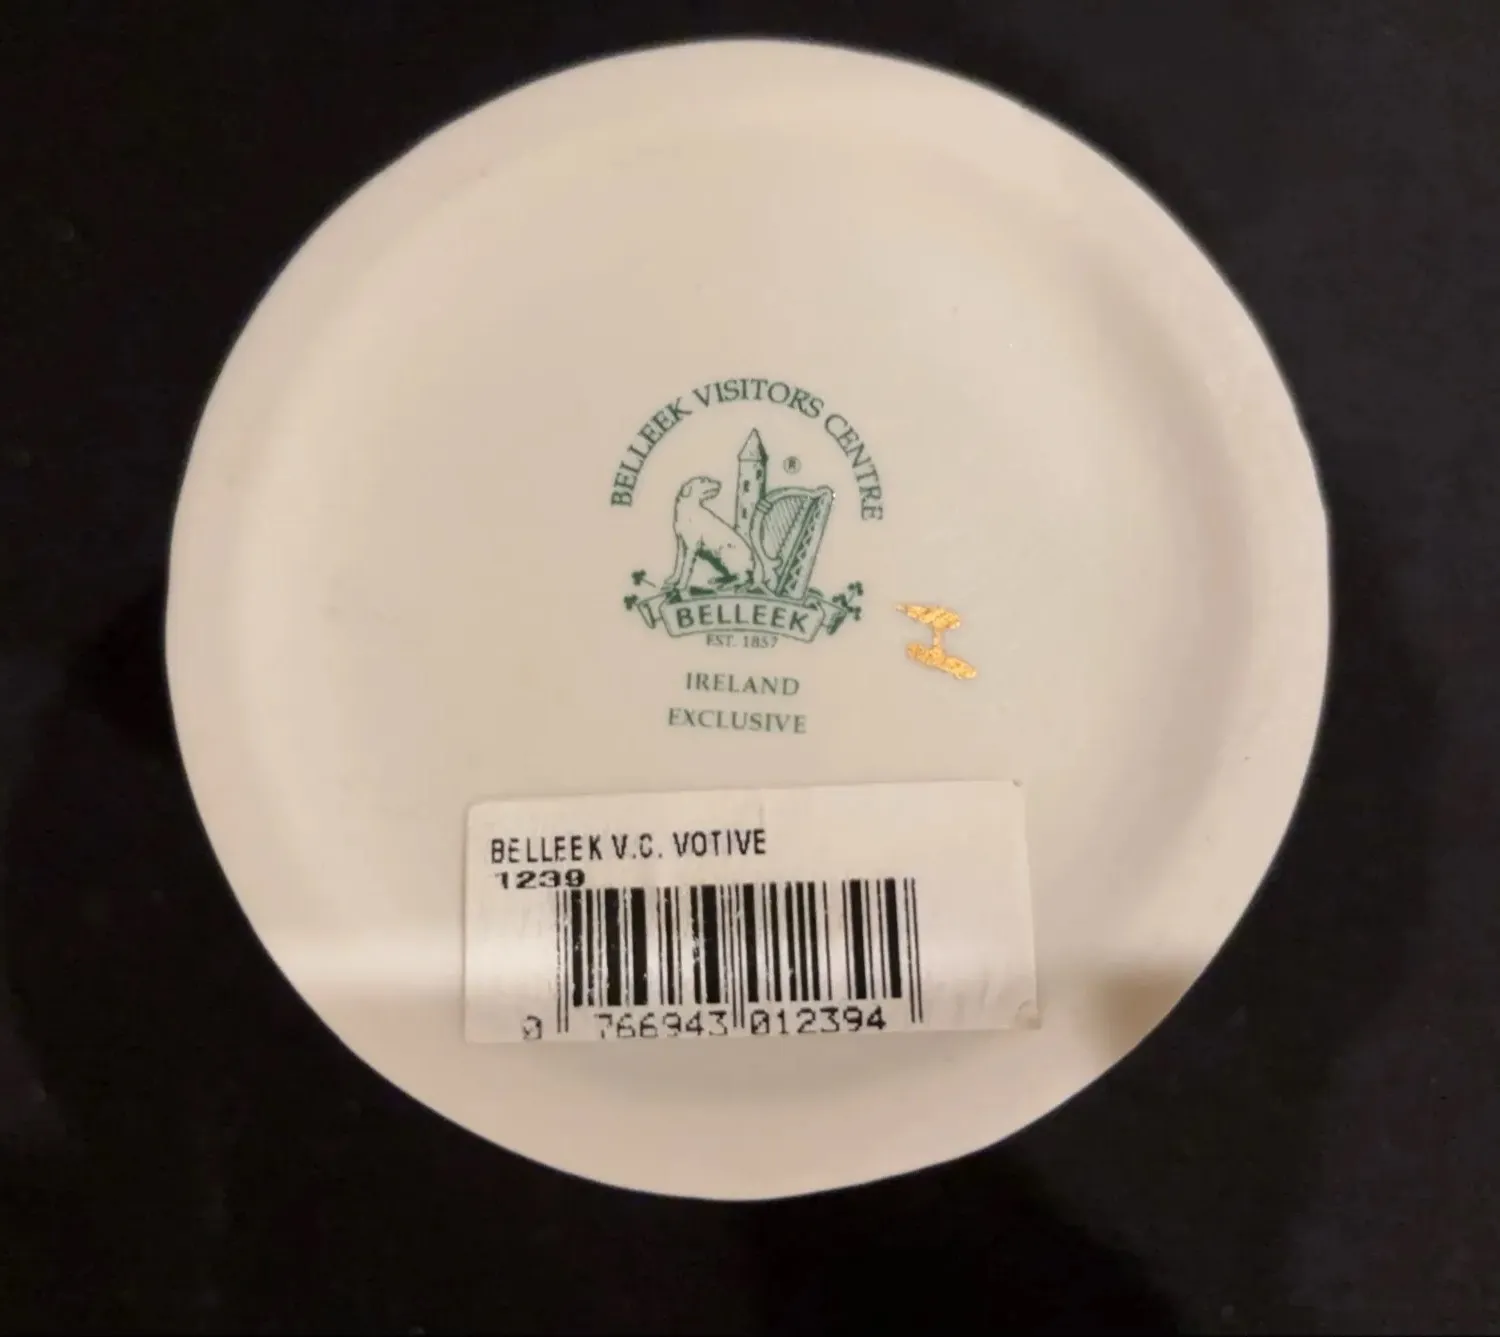 BELLEEK VISITORS CENTRE
®
BELLEEK
EST. 1857
IRELAND
EXCLUSIVE
I
BELLEEK V.C. VOTIVE
1239
0 766943 012394